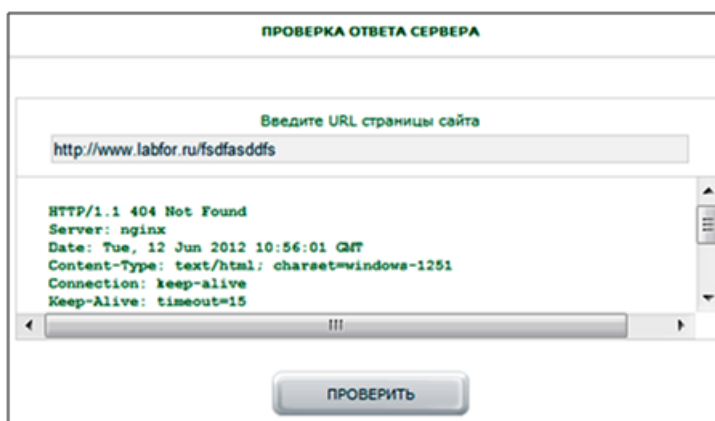 ПРОВЕРКА ОТВЕТА СЕРВЕРА
Введите URL страницы сайта
http://www.labfor.ru/fsdfasddfs
HTTP/1.1 404 Not Found
Server: nginx
Date: Tue, 12 Jun 2012 10:56:01 GMT
Content-Type: text/html; charset=windows-1251
Connection: keep-alive
Keep-Alive: timeout=15
ПРОВЕРИТЬ